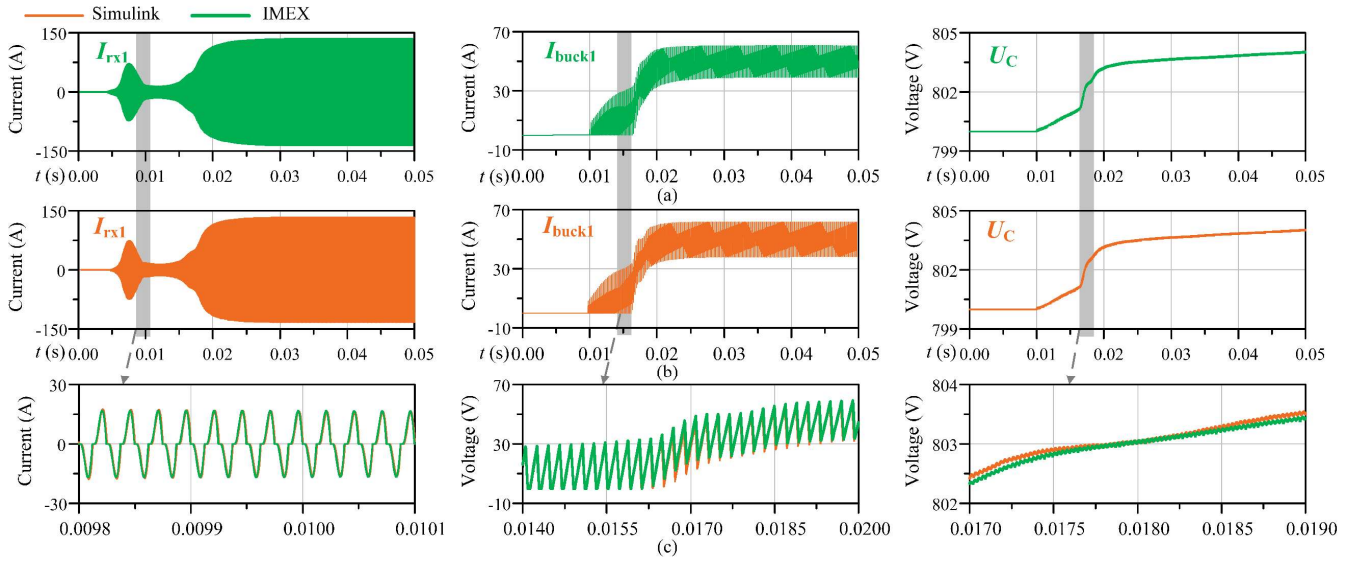 Simulink IMEX
Current (A)
150
0
-150
I_rx1
t (s)
0.00 0.01 0.02 0.03 0.04 0.05
Current (A)
70
30
-10
I_buck1
0.00 0.01 0.02 0.03 0.04 0.05
Voltage (V)
805
802
799
U_C
0.00 0.01 0.02 0.03 0.04 0.05
(a)
Current (A)
150
0
-150
I_rx1
t (s)
0.00 0.01 0.02 0.03 0.04 0.05
Current (A)
70
30
-10
I_buck1
t (s)
0.00 0.01 0.02 0.03 0.04 0.05
Voltage (V)
805
802
799
U_C
t (s)
0.00 0.01 0.02 0.03 0.04 0.05
(b)
Current (A)
30
0
-30
0.0098 0.0099 0.0100 0.0101
Voltage (V)
70
30
-10
0.0140 0.0155 0.0170 0.0185 0.0200
Voltage (V)
804
803
802
0.0170 0.0175 0.0180 0.0185 0.0190
(c)